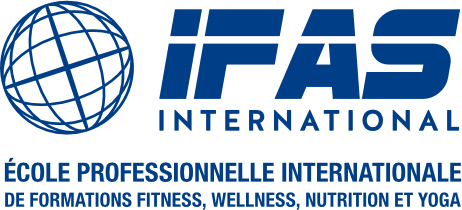 IFAS
INTERNATIONAL
ÉCOLE PROFESSIONNELLE INTERNATIONALE
DE FORMATIONS FITNESS, WELLNESS, NUTRITION ET YOGA